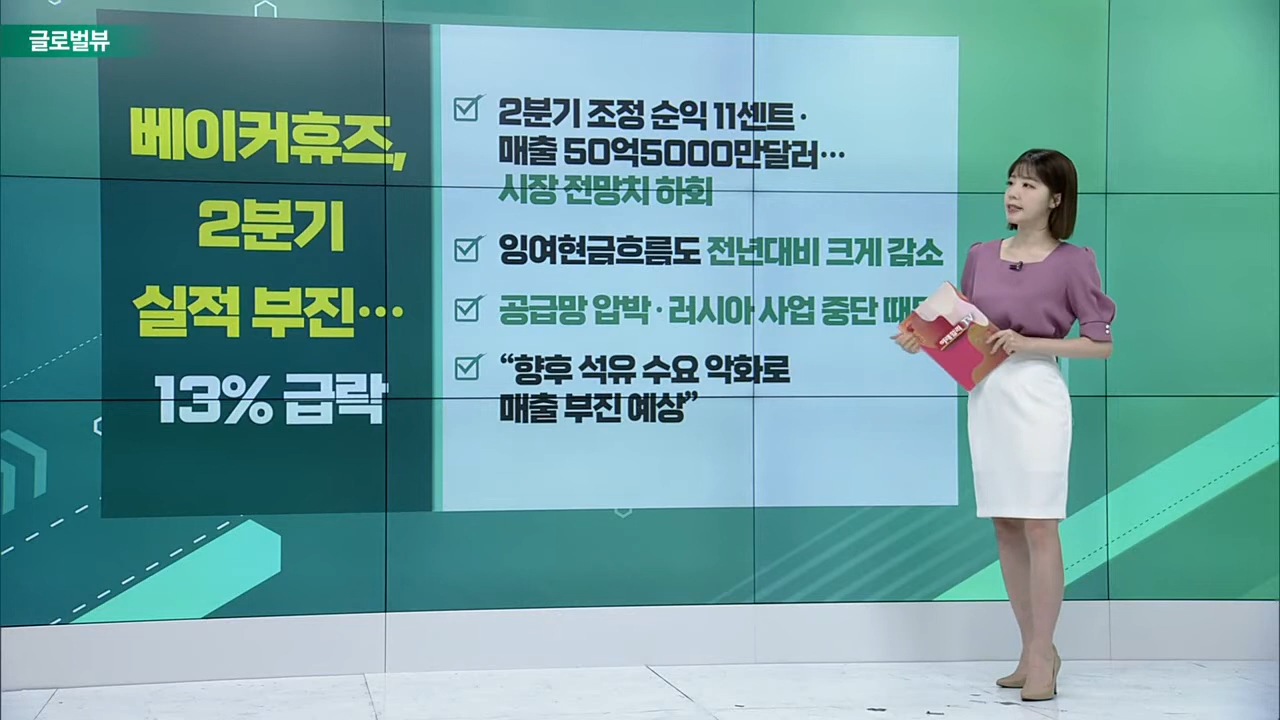 글로벌뷰
베이커휴즈,
2분기
실적 부진…
13% 급락
2분기 조정 순익 11센트·
매출 50억5000만달러…
시장 전망치 하회
잉여현금흐름도 전년대비 크게 감소
공급망 압박·러시아 사업 중단
“향후 석유 수요 악화로
매출 부진 예상”